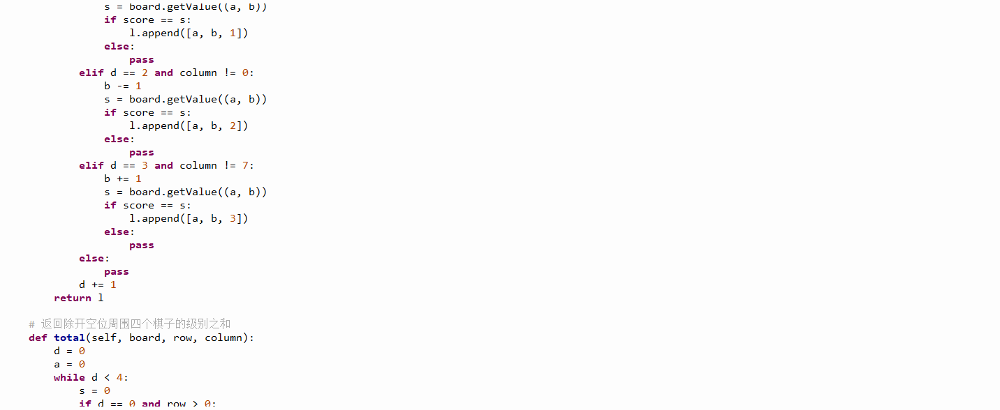 s = board.getValue((a, b))
if score == s:
l.append([a, b, 1])
else:
pass
elif d == 2 and column != 0:
b -= 1
s = board.getValue((a, b))
if score == s:
l.append([a, b, 2])
else:
pass
elif d == 3 and column != 7:
b += 1
s = board.getValue((a, b))
if score == s:
l.append([a, b, 3])
else:
pass
else:
pass
d += 1
return l
# 返回除开空位周围四个棋子的级别之和
def total(self, board, row, column):
d = 0
a = 0
while d < 4:
s = 0
if d == 0 and row > 0: